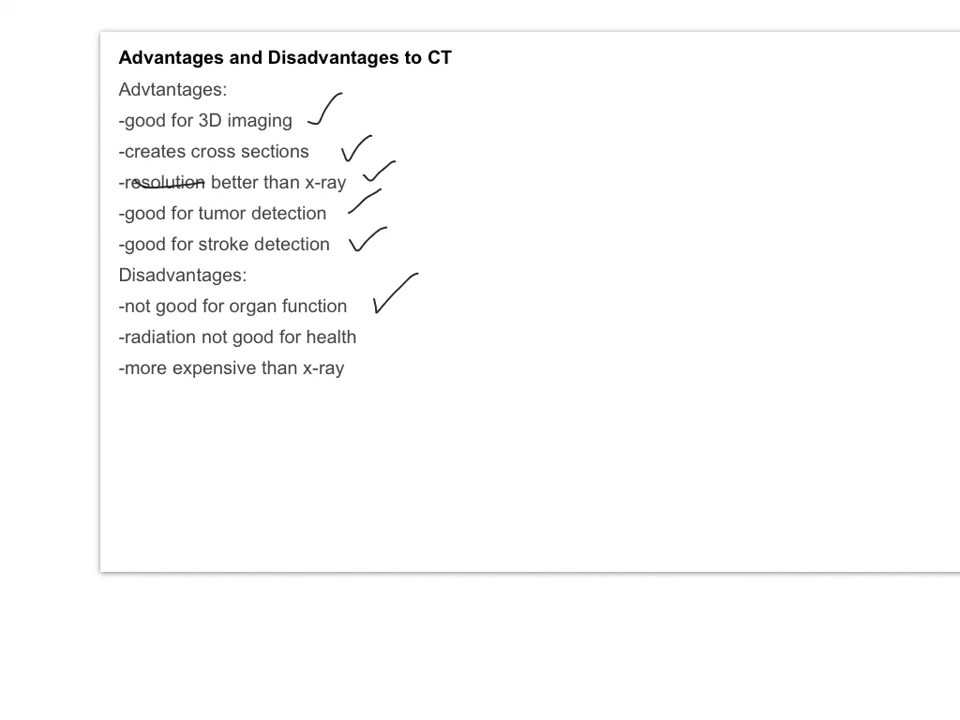 Advantages and Disadvantages to CT
Advtantages:
-good for 3D imaging
-creates cross sections
-resolution better than x-ray
-good for tumor detection
-good for stroke detection
Disadvantages:
-not good for organ function
-radiation not good for health
-more expensive than x-ray